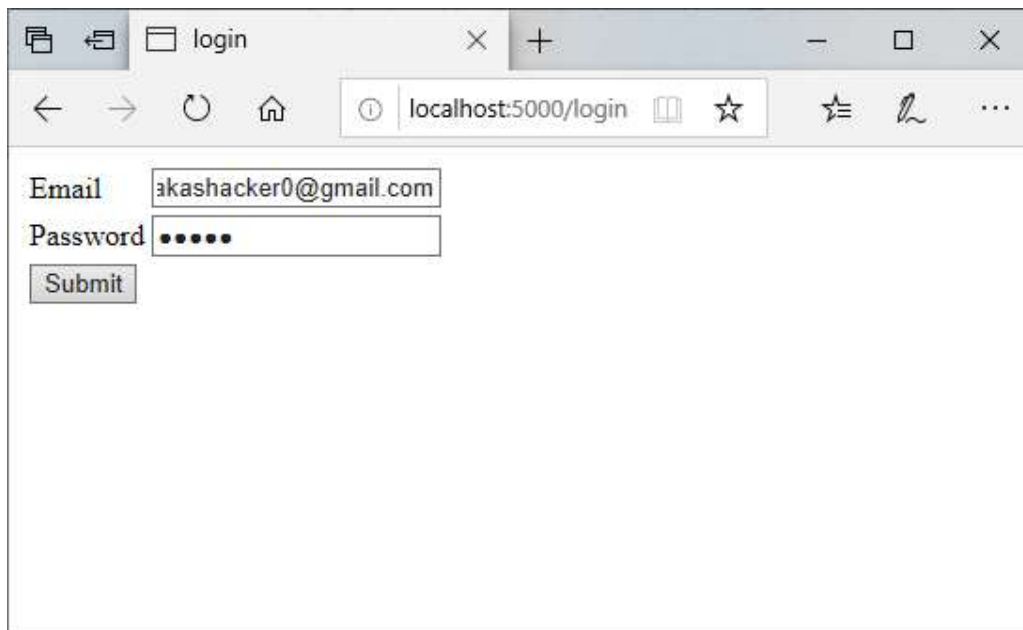 login
localhost:5000/login
Email akashacker0@gmail.com
Password •••••
Submit